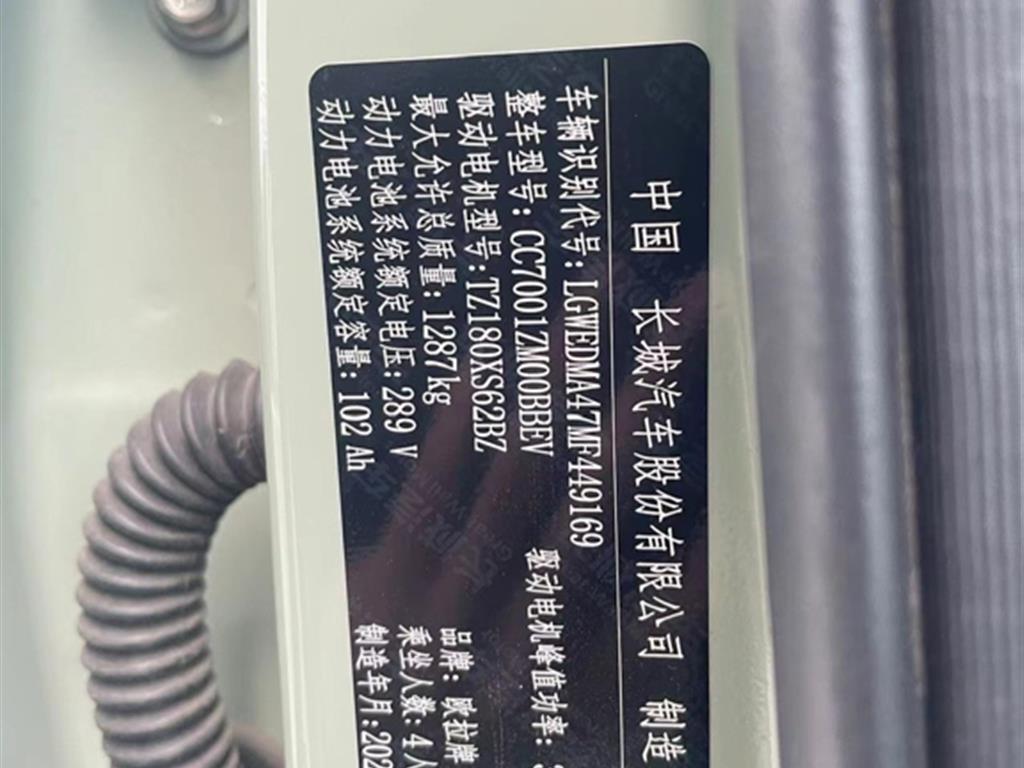 中国 长城汽车股份有限公司 制造
车辆识别代号:LGWEDMA47MF449169
整车型号:CC7001ZM00BBEV 驱动电机峰值功率:
驱动电机型号:TZ180XS62BZ
最大允许总质量:1287kg 品牌:欧拉牌
动力电池系统额定电压:289 V 乘坐人数:4人
动力电池系统额定容量:102 Ah 制造年月:202